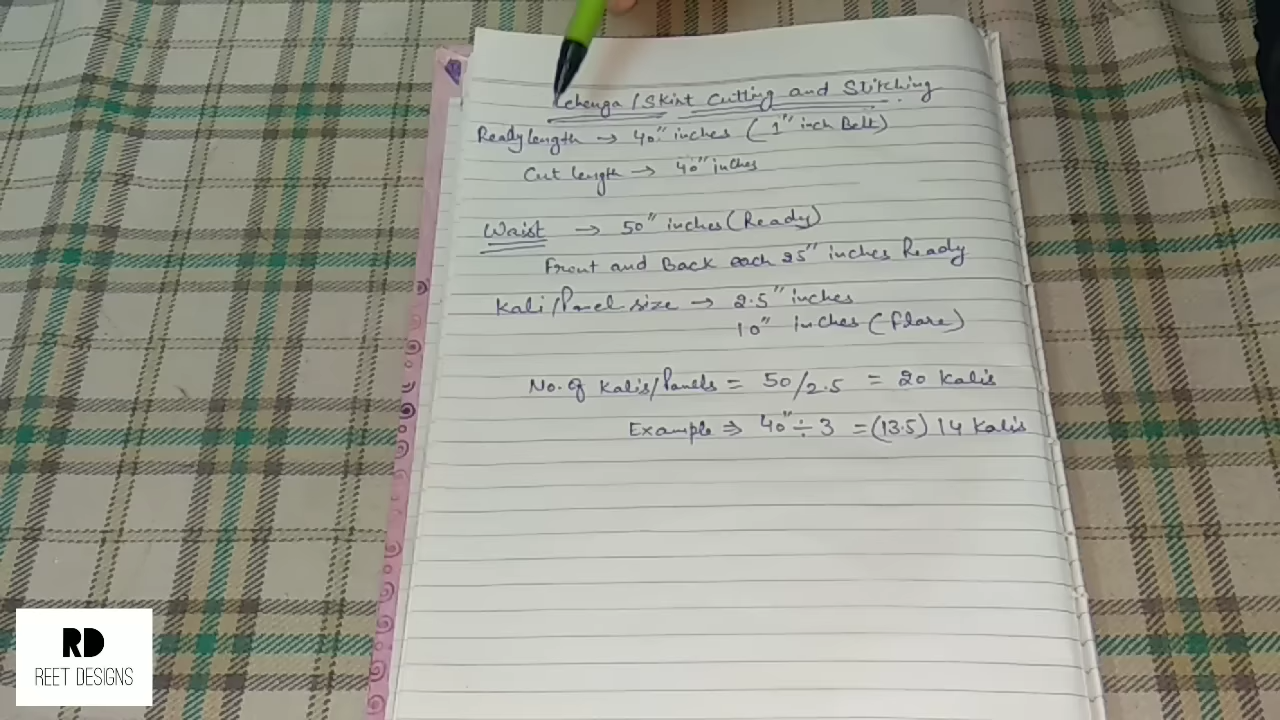 Lehenga / Skirt Cutting and Stitching
Ready length → 40" inches ( 1" inch Belt)
Cut length → 40" inches
Waist → 50" inches (Ready)
Front and Back each 25" inches Ready
Kali/Panel size → 2.5" inches
10" inches (flare)
No. of Kalis/Panels = 50/2.5 = 20 Kalis
Example ⇒ 40" ÷ 3 = (13.5) 14 Kalis
RD
REET DESIGNS